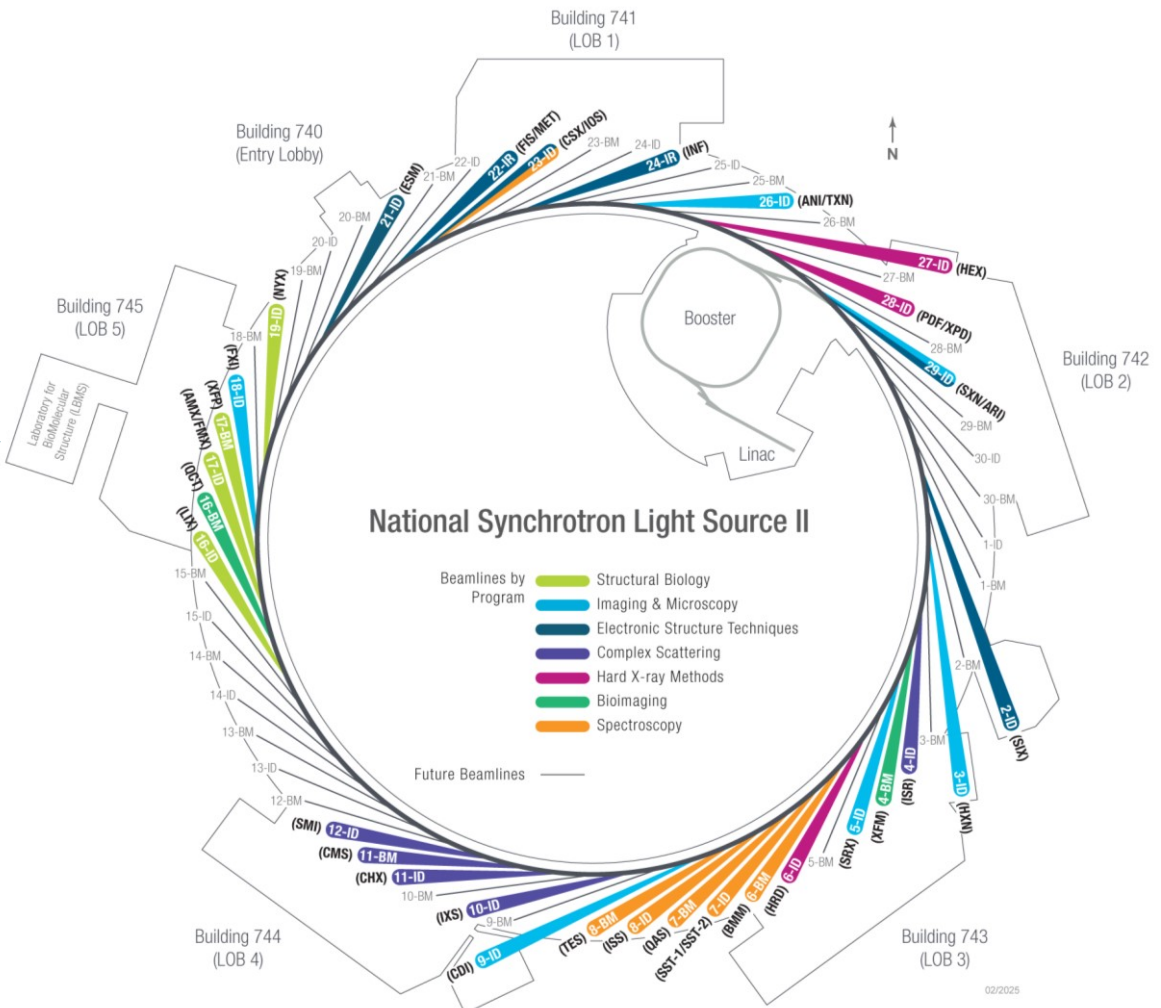 Building 741
(LOB 1)
Building 740
(Entry Lobby)
Building 745
(LOB 5)
Laboratory for
BioMolecular
Structure (LBMS)
N
Building 742
(LOB 2)
Booster
Linac
National Synchrotron Light Source II
Beamlines by
Program
Structural Biology
Imaging & Microscopy
Electronic Structure Techniques
Complex Scattering
Hard X-ray Methods
Bioimaging
Spectroscopy
Future Beamlines
18-BM
19-ID (NYX)
19-BM
20-ID
20-BM
21-ID (ESM)
21-BM
22-ID
22-IR (FIS/MET)
23-ID (CSX/IOS)
23-BM
24-ID
24-IR (INF)
25-ID
25-BM
26-ID (ANI/TXN)
26-BM
27-ID (HEX)
27-BM
28-ID (PDF/XPD)
28-BM
29-ID (SXN/ARI)
29-BM
30-ID
30-BM
1-ID
1-BM
2-ID (SIX)
2-BM
3-ID (HXN)
3-BM
4-ID (ISR)
4-BM (XFM)
5-ID (SRX)
5-BM
6-ID (HRD)
6-BM (BMM)
7-ID (SST-1/SST-2)
7-BM (QAS)
8-ID (ISS)
8-BM (TES)
(CDI) 9-ID
9-BM
(IXS) 10-ID
10-BM
(CHX) 11-ID
(CMS) 11-BM
(SMI) 12-ID
12-BM
13-ID
13-BM
14-ID
14-BM
15-ID
15-BM
(LIX) 16-ID
(QCT) 16-BM
(AMX/FMX) 17-ID
(XFP) 17-BM
(FXI) 18-ID
Building 744
(LOB 4)
Building 743
(LOB 3)
02/2025